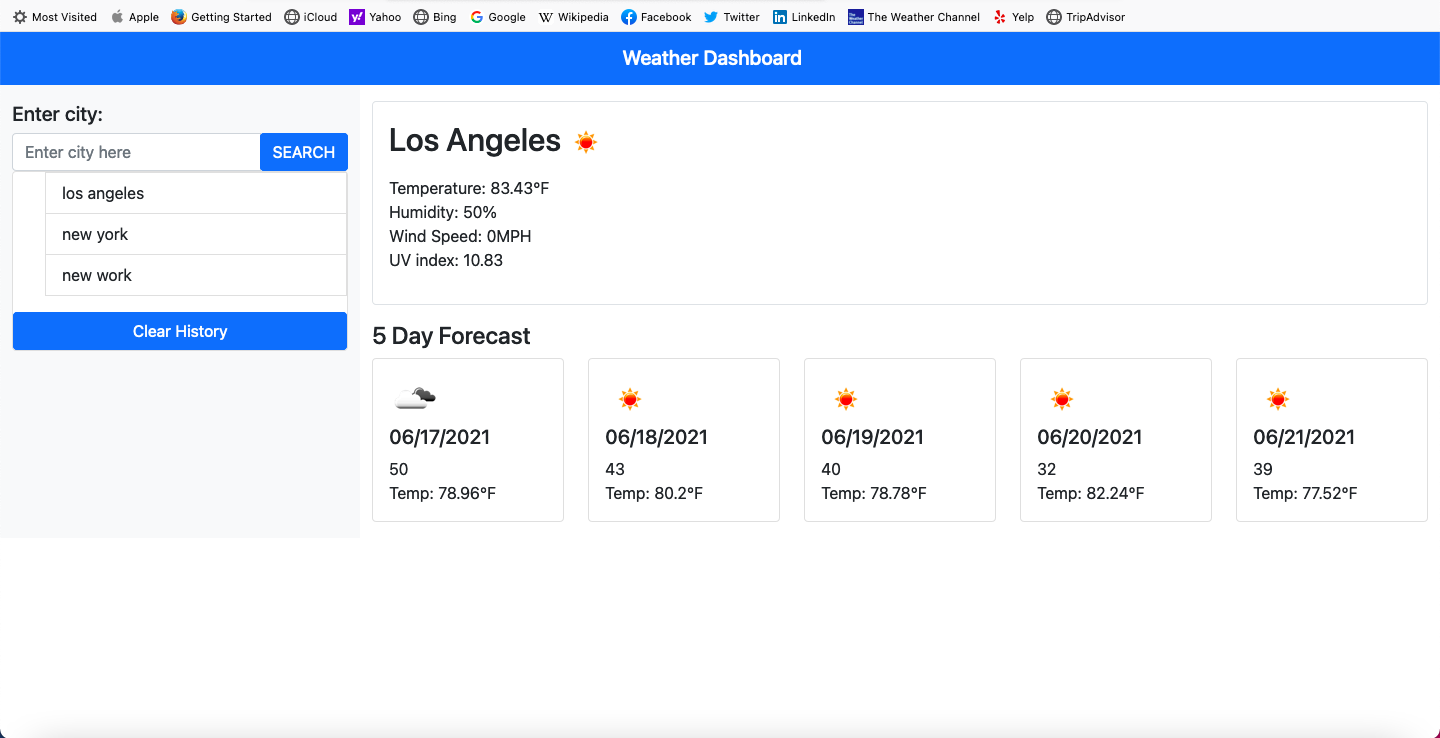 Most Visited Apple Getting Started iCloud Yahoo Bing Google Wikipedia Facebook Twitter LinkedIn The Weather Channel Yelp TripAdvisor
Weather Dashboard
Enter city:
Enter city here SEARCH
los angeles
new york
new work
Clear History
Los Angeles
Temperature: 83.43°F
Humidity: 50%
Wind Speed: 0MPH
UV index: 10.83
5 Day Forecast
06/17/2021
50
Temp: 78.96°F
06/18/2021
43
Temp: 80.2°F
06/19/2021
40
Temp: 78.78°F
06/20/2021
32
Temp: 82.24°F
06/21/2021
39
Temp: 77.52°F